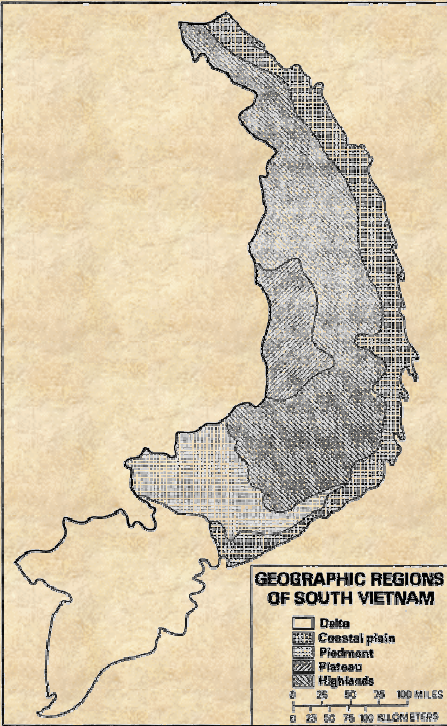 GEOGRAPHIC REGIONS
OF SOUTH VIETNAM
Delta
Coastal plain
Piedmont
Plateau
Highlands
0 25 50 75 100 MILES
0 25 50 75 100 KILOMETERS